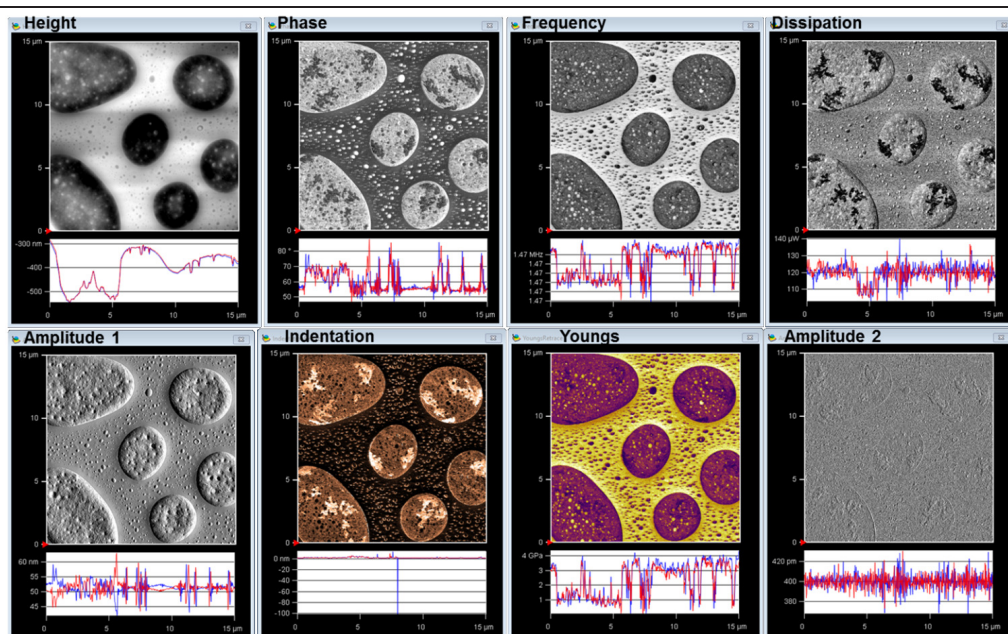 Height
15 µm
10
5
0
-300 nm
-400
-500
0
5
10
15 µm
Phase
15 µm
10
5
0
80 °
70
60
50
0
5
10
15 µm
Frequency
15 µm
10
5
0
1.47 MHz
1.47
1.47
1.47
1.47
1.47
0
5
10
15 µm
Dissipation
15 µm
10
5
0
140 µW
130
120
110
0
5
10
15 µm
Amplitude 1
15 µm
10
5
0
60 nm
55
50
45
0
5
10
15 µm
Indentation
15 µm
10
5
0
0 nm
-20
-40
-60
-80
-100
0
5
10
15 µm
Youngs
15 µm
10
5
0
4 GPa
3
2
1
0
5
10
15 µm
Amplitude 2
15 µm
10
5
0
420 pm
400
380
0
5
10
15 µm